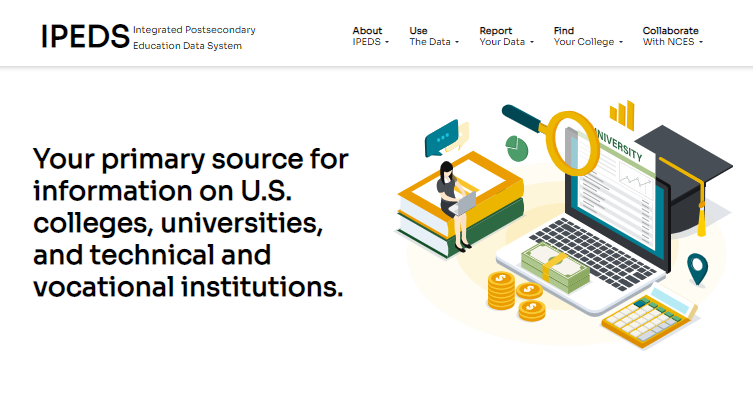 IPEDS Integrated Postsecondary
Education Data System
About
IPEDS
Use
The Data
Report
Your Data
Find
Your College
Collaborate
With NCES
Your primary source for
information on U.S.
colleges, universities,
and technical and
vocational institutions.
UNIVERSITY
$
$
$